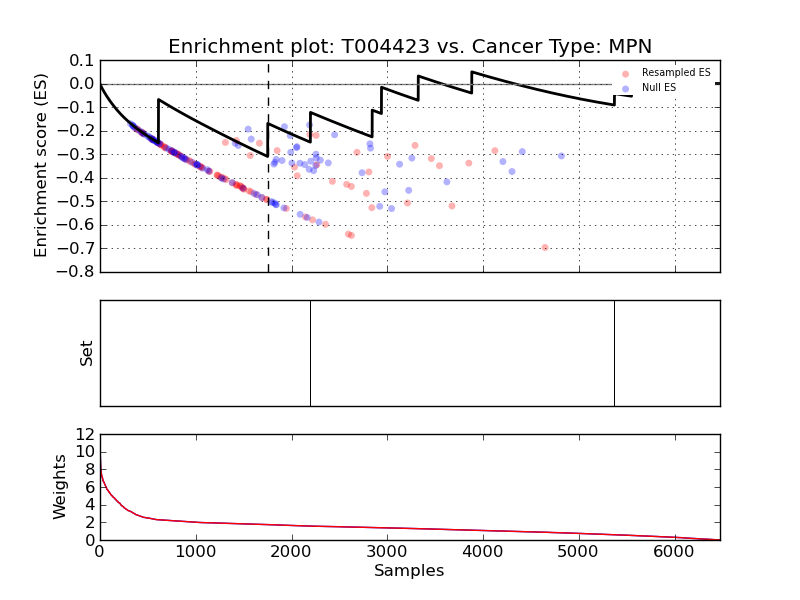 Enrichment plot: T004423 vs. Cancer Type: MPN
Enrichment score (ES)
0.1
0.0
−0.1
−0.2
−0.3
−0.4
−0.5
−0.6
−0.7
−0.8
Resampled ES
Null ES
Set
Weights
12
10
8
6
4
2
0
0 1000 2000 3000 4000 5000 6000
Samples